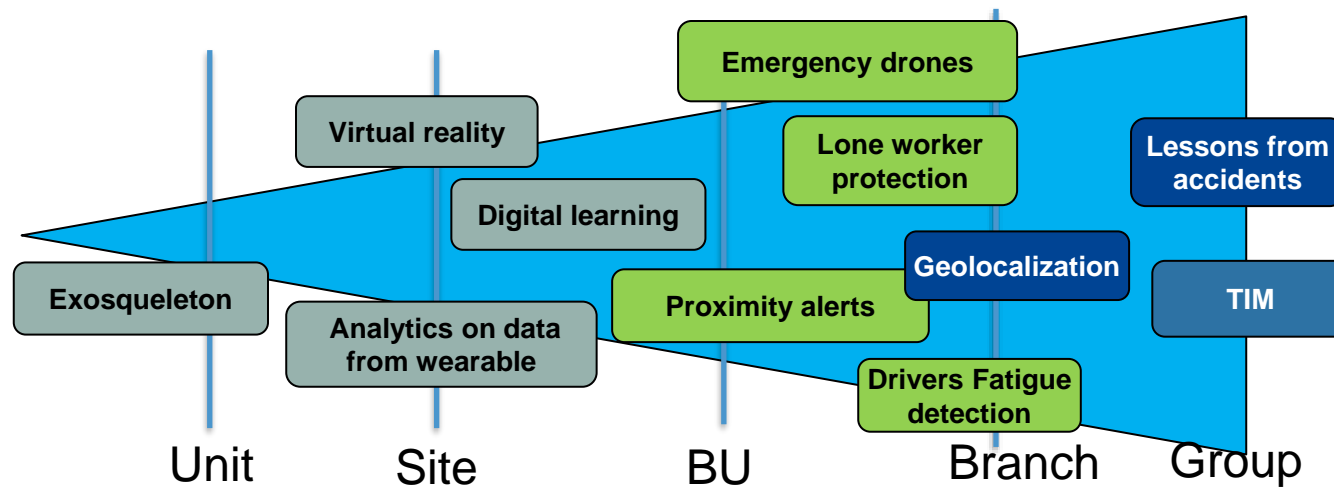 Emergency drones
Virtual reality
Lone worker
protection
Lessons from
accidents
Digital learning
Geolocalization
Exosqueleton
Proximity alerts
TIM
Analytics on data
from wearable
Drivers Fatigue
detection
Unit
Site
BU
Branch
Group